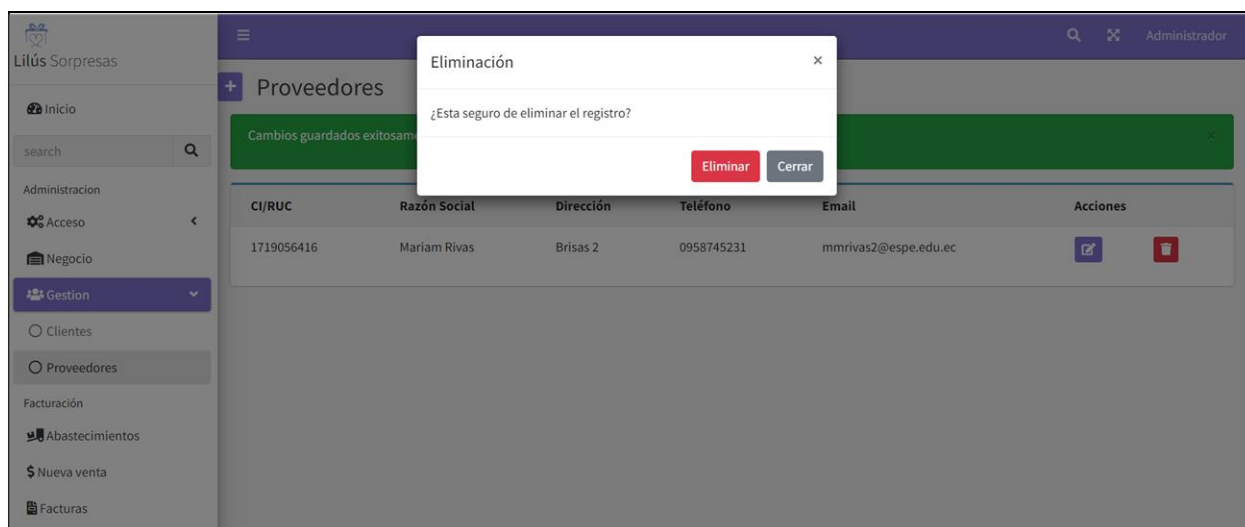 Lilús Sorpresas
Inicio
search
Administracion
Acceso
Negocio
Gestion
Clientes
Proveedores
Facturación
Abastecimientos
Nueva venta
Facturas
Administrador
Proveedores
Cambios guardados exitosame
Eliminación ×
¿Esta seguro de eliminar el registro?
Eliminar Cerrar
CI/RUC Razón Social Dirección Teléfono Email Acciones
1719056416 Mariam Rivas Brisas 2 0958745231 mmrivas2@espe.edu.ec